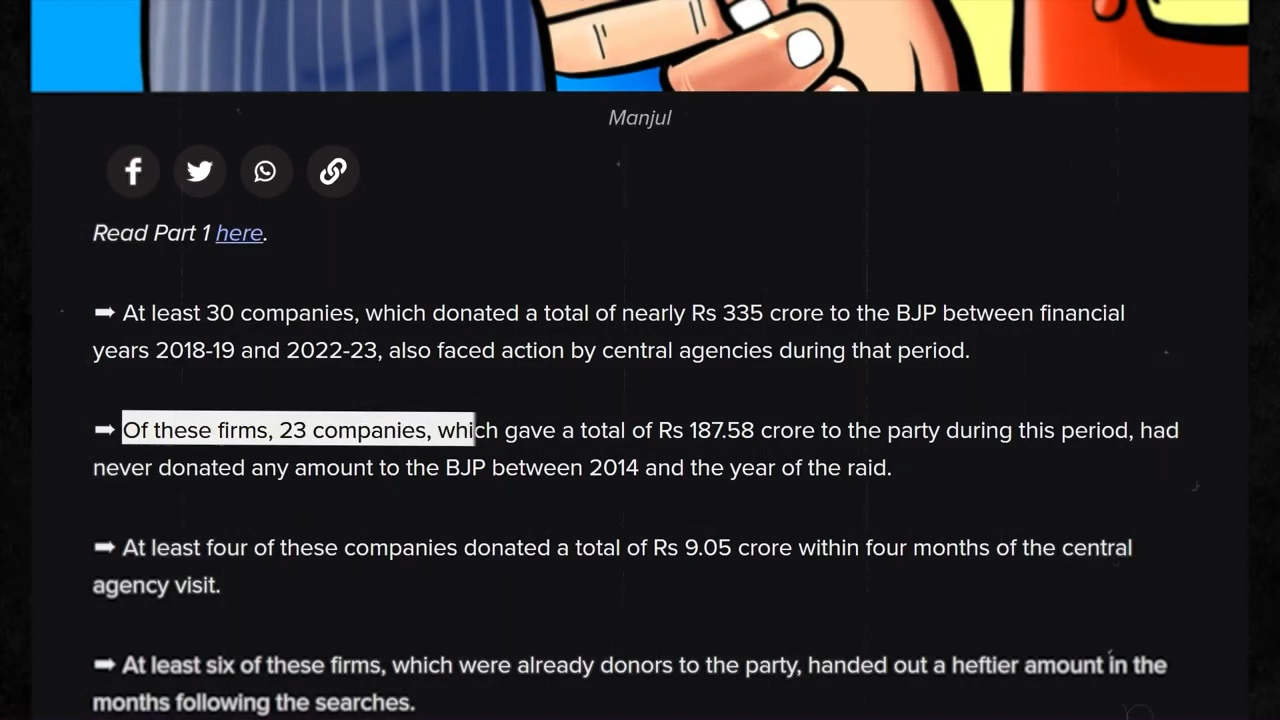 Manjul
Read Part 1 here.
➡ At least 30 companies, which donated a total of nearly Rs 335 crore to the BJP between financial
years 2018-19 and 2022-23, also faced action by central agencies during that period.
➡ Of these firms, 23 companies, which gave a total of Rs 187.58 crore to the party during this period, had
never donated any amount to the BJP between 2014 and the year of the raid.
➡ At least four of these companies donated a total of Rs 9.05 crore within four months of the central
agency visit.
➡ At least six of these firms, which were already donors to the party, handed out a heftier amount in the
months following the searches.